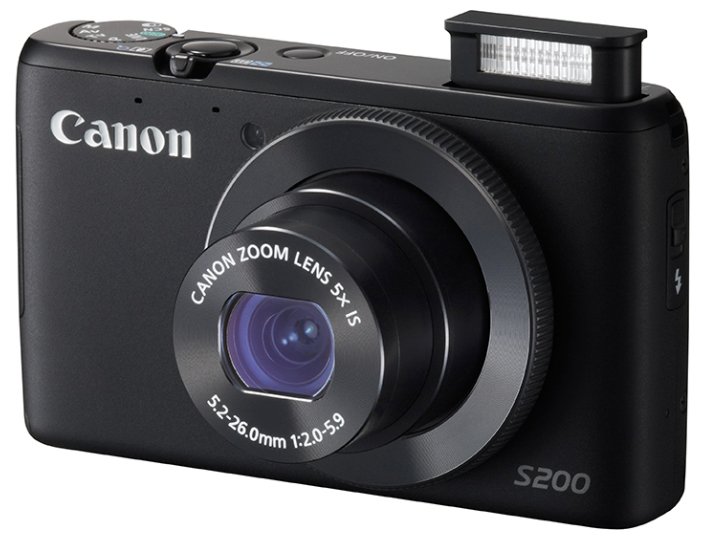 ON/OFF
Canon
CANON ZOOM LENS 5x IS
5.2-26.0mm 1:2.0-5.9
S200